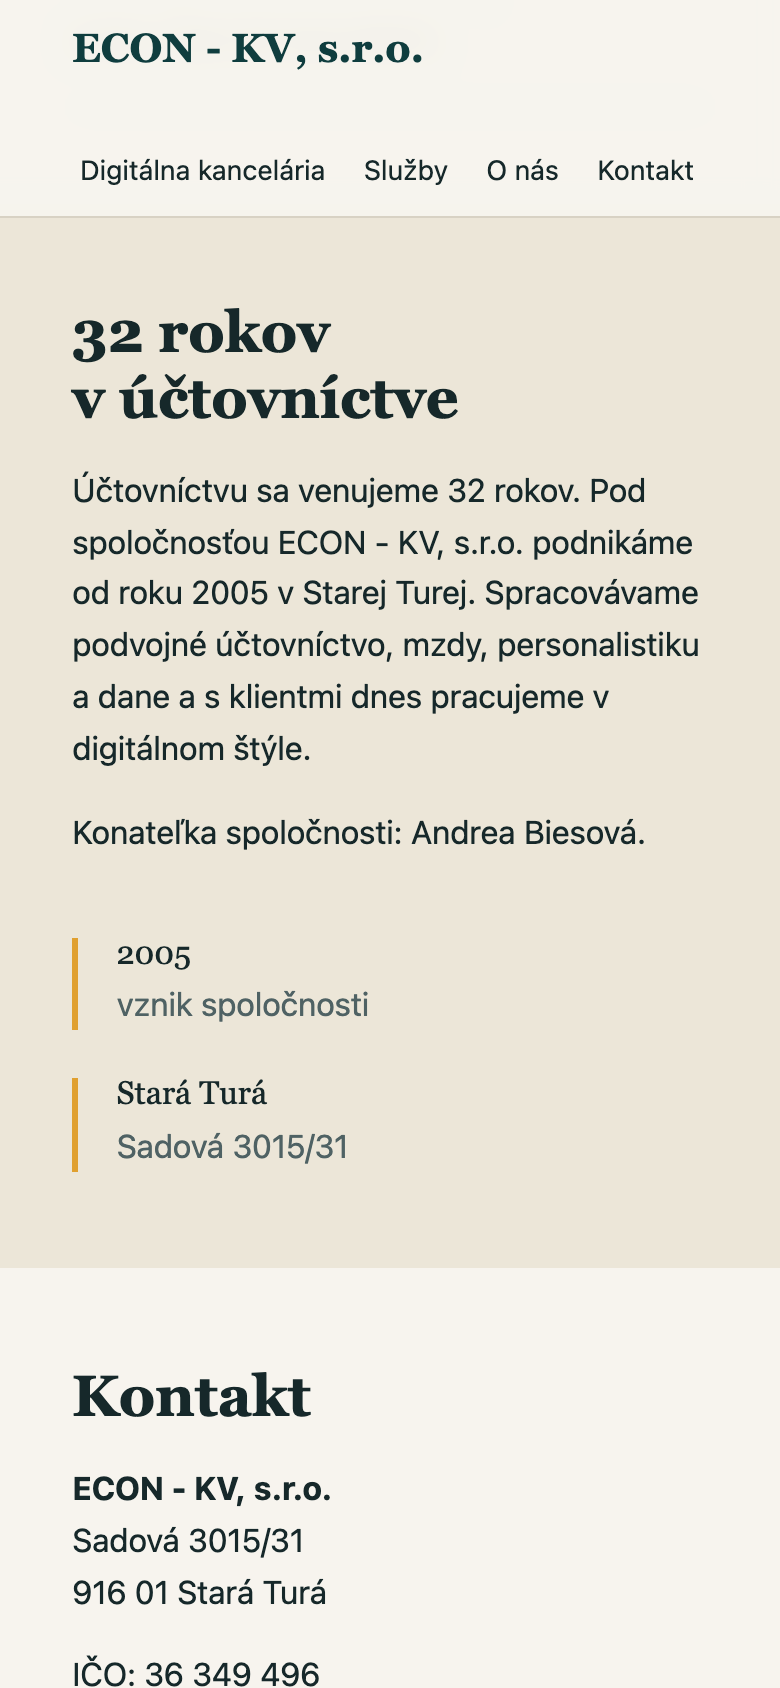 ECON - KV, s.r.o.
Digitálna kancelária Služby O nás Kontakt
32 rokov
v účtovníctve
Účtovníctvu sa venujeme 32 rokov. Pod
spoločnosťou ECON - KV, s.r.o. podnikáme
od roku 2005 v Starej Turej. Spracovávame
podvojné účtovníctvo, mzdy, personalistiku
a dane a s klientmi dnes pracujeme v
digitálnom štýle.
Konateľka spoločnosti: Andrea Biesová.
2005
vznik spoločnosti
Stará Turá
Sadová 3015/31
Kontakt
ECON - KV, s.r.o.
Sadová 3015/31
916 01 Stará Turá
IČO: 36 349 496